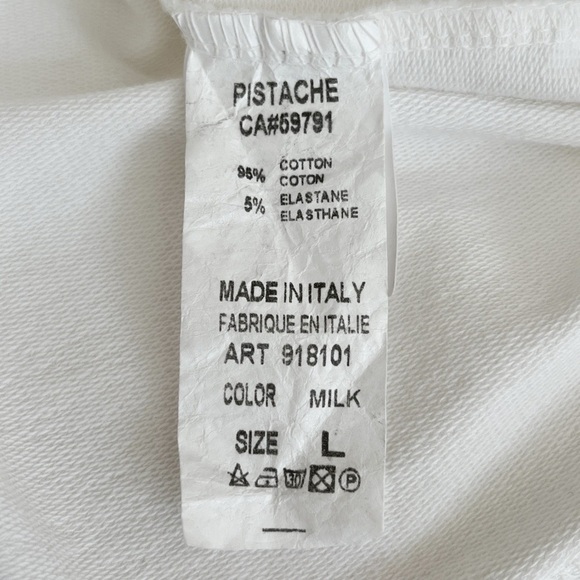 PISTACHE
CA#59791
95% COTTON
COTON
5% ELASTANE
ELASTHANE
MADE IN ITALY
FABRIQUE EN ITALIE
ART 918101
COLOR MILK
SIZE L
30 P